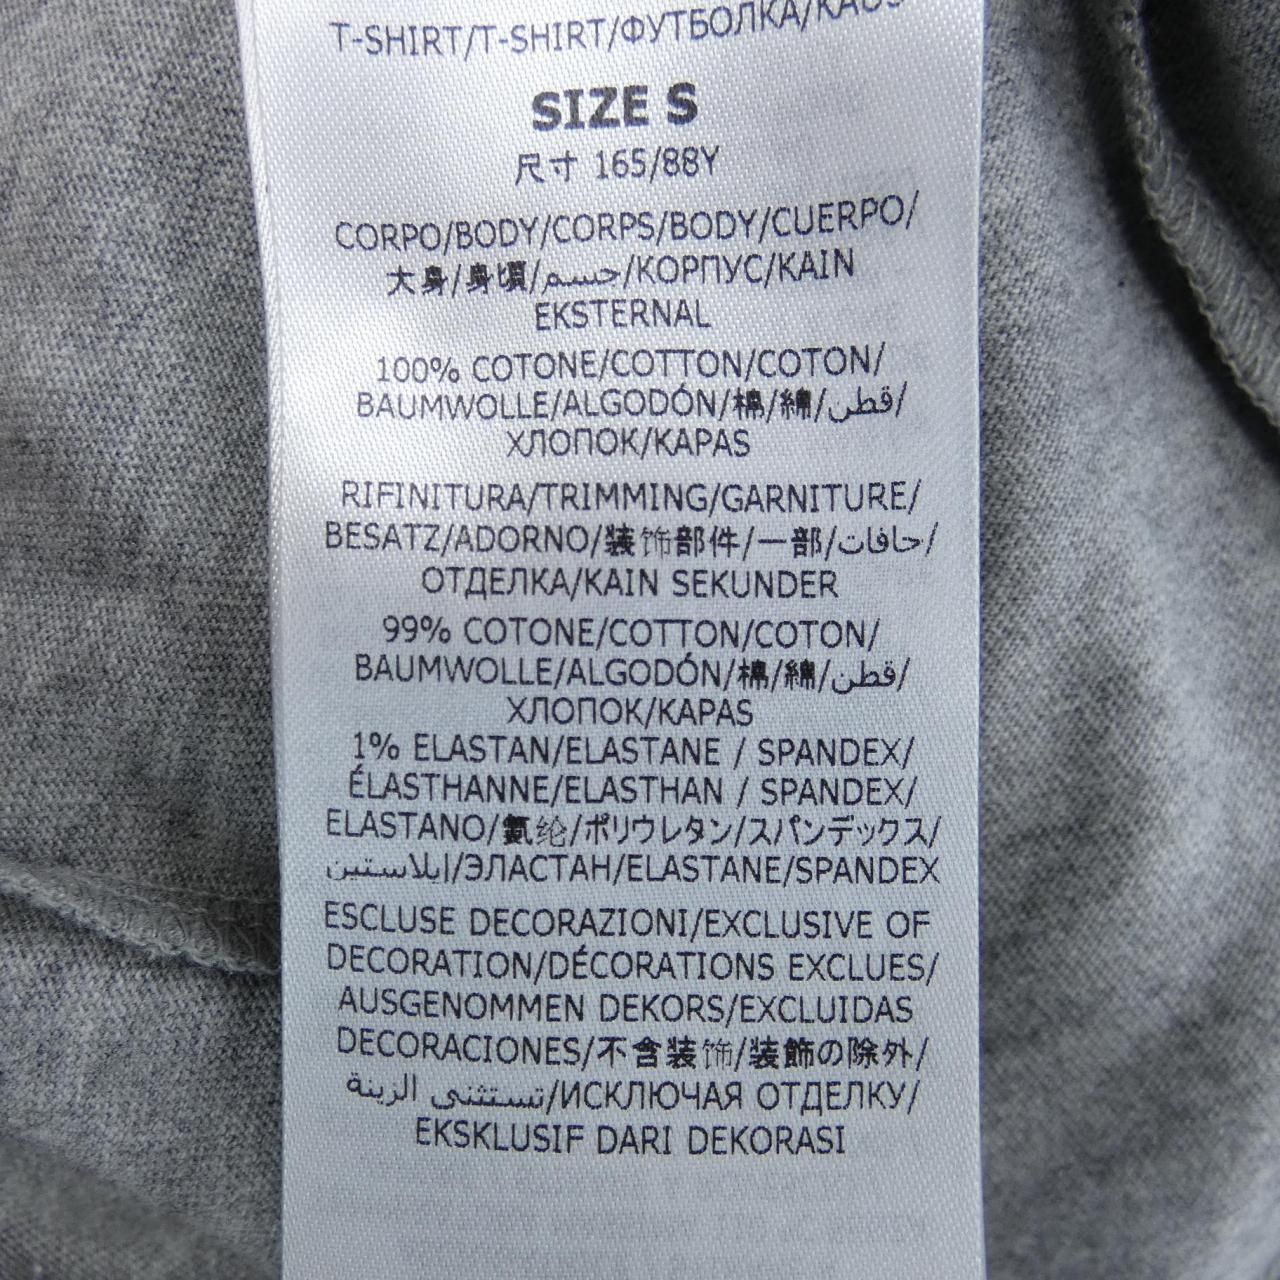 T-SHIRT/T-SHIRT/ФУТБОЛКА/KAOS
SIZE S
尺寸 165/88Y
CORPO/BODY/CORPS/BODY/CUERPO/
大身/身頃/جسم/КОРПУС/KAIN
EKSTERNAL
100% COTONE/COTTON/COTON/
BAUMWOLLE/ALGODÓN/棉/綿/قطن/
ХЛОПОК/KAPAS
RIFINITURA/TRIMMING/GARNITURE/
BESATZ/ADORNO/装饰部件/一部/حافات/
ОТДЕЛКА/KAIN SEKUNDER
99% COTONE/COTTON/COTON/
BAUMWOLLE/ALGODÓN/棉/綿/قطن/
ХЛОПОК/KAPAS
1% ELASTAN/ELASTANE / SPANDEX/
ÉLASTHANNE/ELASTHAN / SPANDEX/
ELASTANO/氨纶/ポリウレタン/スパンデックス/
إيلاستين/ЭЛАСТАН/ELASTANE/SPANDEX
ESCLUSE DECORAZIONI/EXCLUSIVE OF
DECORATION/DÉCORATIONS EXCLUES/
AUSGENOMMEN DEKORS/EXCLUIDAS
DECORACIONES/不含装饰/装飾の除外/
تستثنى الزينة/ИСКЛЮЧАЯ ОТДЕЛКУ/
EKSKLUSIF DARI DEKORASI